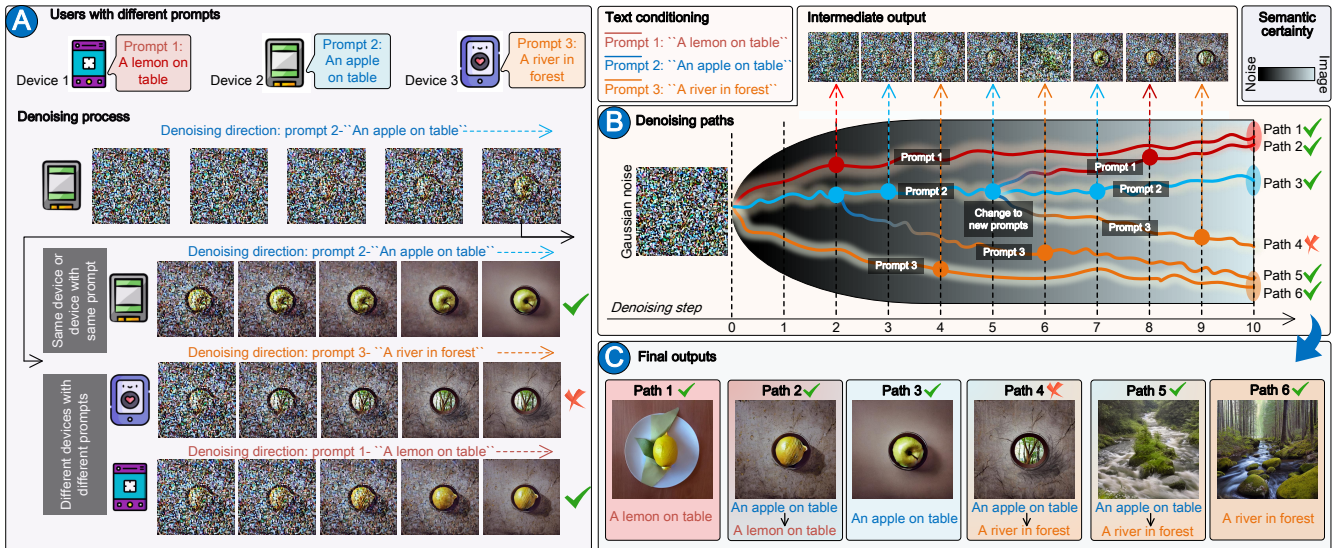 A Users with different prompts
Device 1
Prompt 1:
A lemon on
table
Device 2
Prompt 2:
An apple
on table
Device 3
Prompt 3:
A river in
forest
Denoising process
Denoising direction: prompt 2-``An apple on table``
Same device or
device with
same prompt
Denoising direction: prompt 2-``An apple on table``
Different devices with
different prompts
Denoising direction: prompt 3- ``A river in forest``
Denoising direction: prompt 1- ``A lemon on table``
Text conditioning
Prompt 1: ``A lemon on table``
Prompt 2: ``An apple on table``
Prompt 3: ``A river in forest``
Intermediate output
Semantic
certainty
Noise
Image
B Denoising paths
Gaussian noise
Prompt 1
Prompt 1
Prompt 2
Prompt 2
Change to
new prompts
Prompt 3
Prompt 3
Prompt 3
Path 1
Path 2
Path 3
Path 4
Path 5
Path 6
Denoising step
0 1 2 3 4 5 6 7 8 9 10
C Final outputs
Path 1
A lemon on table
Path 2
An apple on table
A lemon on table
Path 3
An apple on table
Path 4
An apple on table
A river in forest
Path 5
An apple on table
A river in forest
Path 6
A river in forest